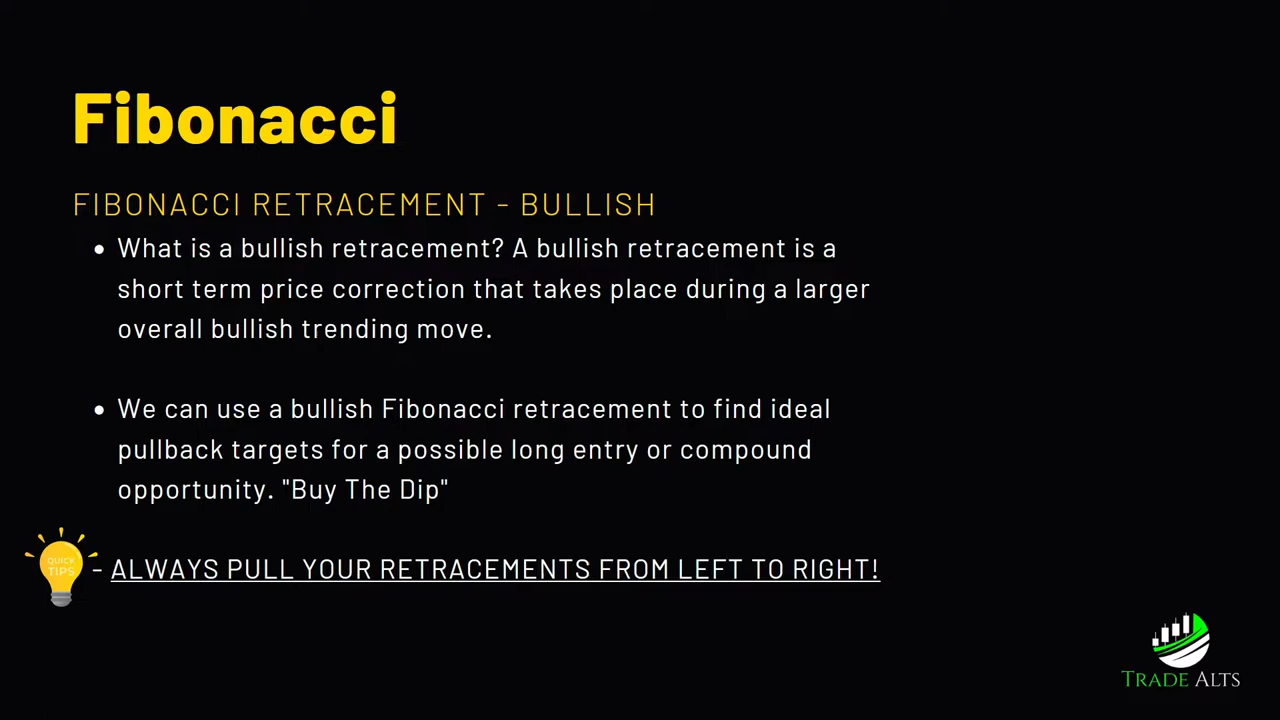 Fibonacci
FIBONACCI RETRACEMENT - BULLISH
• What is a bullish retracement? A bullish retracement is a
short term price correction that takes place during a larger
overall bullish trending move.
• We can use a bullish Fibonacci retracement to find ideal
pullback targets for a possible long entry or compound
opportunity. "Buy The Dip"
QUICK
TIPS
- ALWAYS PULL YOUR RETRACEMENTS FROM LEFT TO RIGHT!
TRADE ALTS